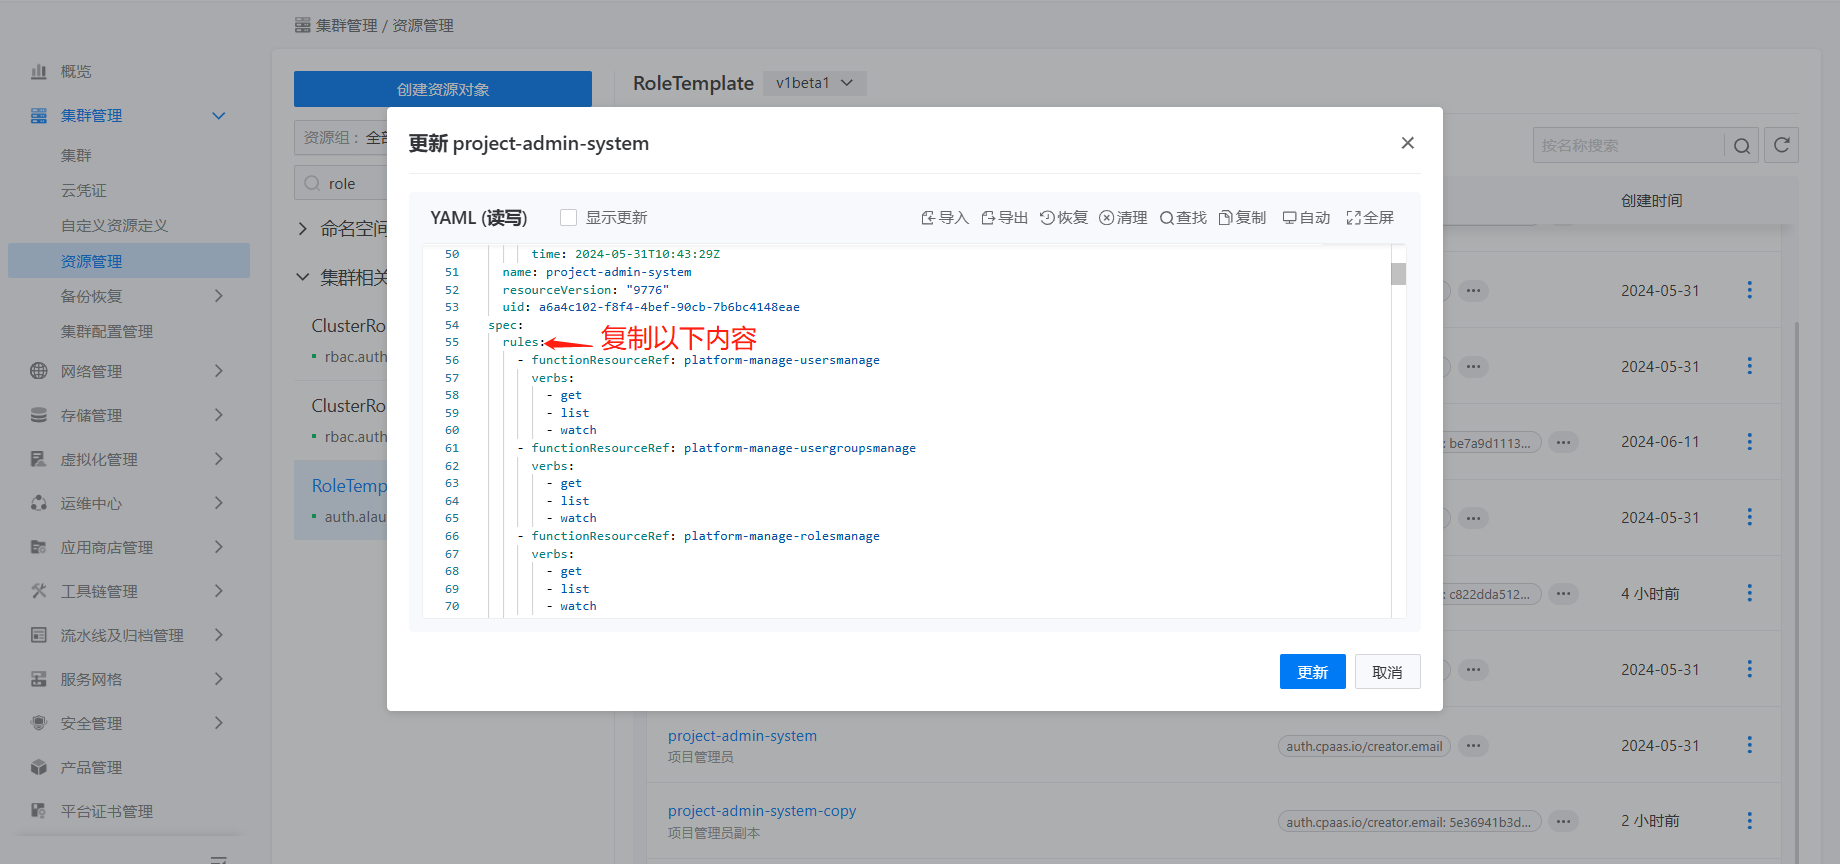 集群管理 / 资源管理
概览
集群管理
集群
云凭证
自定义资源定义
资源管理
备份恢复
集群配置管理
网络管理
存储管理
虚拟化管理
运维中心
应用商店管理
工具链管理
流水线及归档管理
服务网格
安全管理
产品管理
平台证书管理
创建资源对象
资源组： 全部
role
命名空间
集群相关
ClusterRo
rbac.auth
ClusterRo
rbac.auth
RoleTemp
auth.alau
RoleTemplate v1beta1
按名称搜索
创建时间
更新 project-admin-system
YAML (读写) 显示更新 导入 导出 恢复 清理 查找 复制 自动 全屏
50 time: 2024-05-31T10:43:29Z
51 name: project-admin-system
52 resourceVersion: "9776"
53 uid: a6a4c102-f8f4-4bef-90cb-7b6bc4148eae
54 spec:
55 rules: 复制以下内容
56 - functionResourceRef: platform-manage-usersmanage
57 verbs:
58 - get
59 - list
60 - watch
61 - functionResourceRef: platform-manage-usergroupsmanage
62 verbs:
63 - get
64 - list
65 - watch
66 - functionResourceRef: platform-manage-rolesmanage
67 verbs:
68 - get
69 - list
70 - watch
更新 取消
2024-05-31
2024-05-31
: be7a9d1113... 2024-06-11
2024-05-31
: c822dda512... 4 小时前
2024-05-31
project-admin-system
项目管理员
auth.cpaas.io/creator.email 2024-05-31
project-admin-system-copy
项目管理员副本
auth.cpaas.io/creator.email: 5e36941b3d... 2 小时前